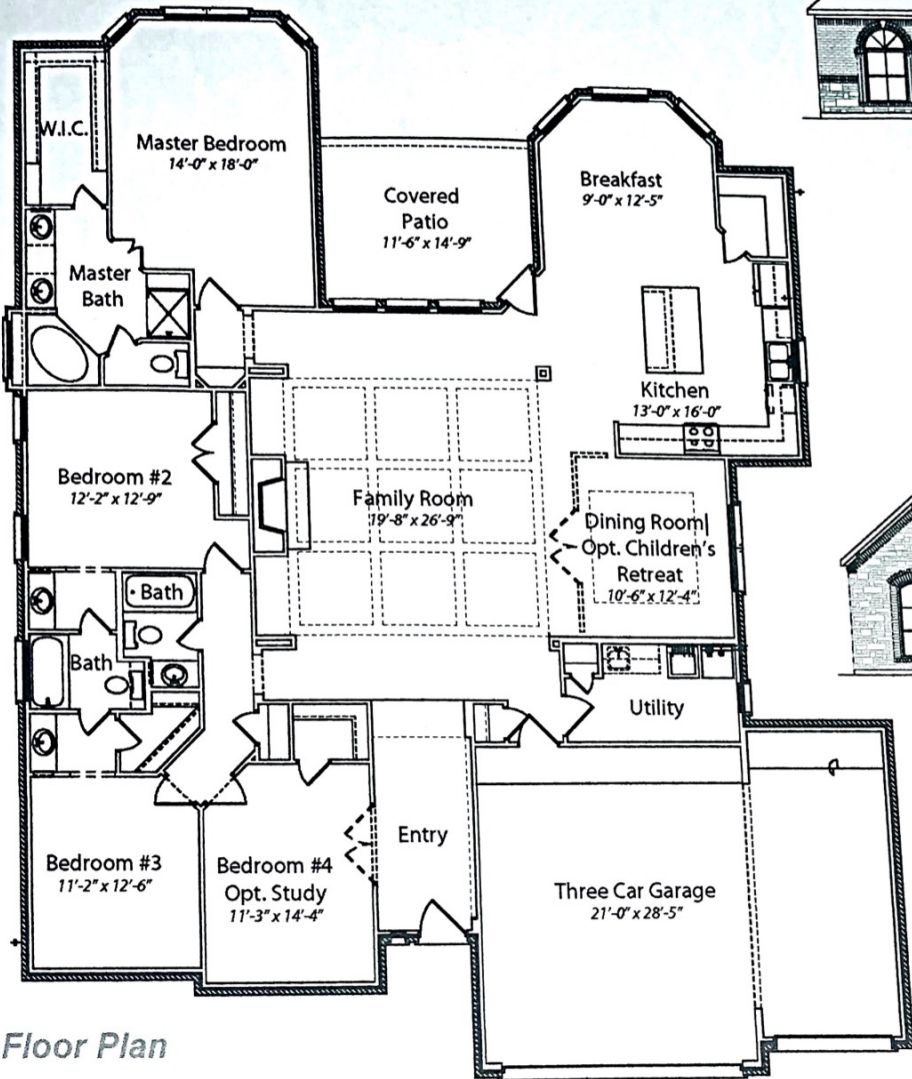 W.I.C.
Master Bedroom
14'-0" x 18'-0"
Covered
Patio
11'-6" x 14'-9"
Breakfast
9'-0" x 12'-5"
Master
Bath
Kitchen
13'-0" x 16'-0"
Bedroom #2
12'-2" x 12'-9"
Family Room
19'-8" x 26'-9"
Dining Room|
Opt. Children's
Retreat
10'-6" x 12'-4"
Bath
Bath
Utility
Entry
Bedroom #3
11'-2" x 12'-6"
Bedroom #4
Opt. Study
11'-3" x 14'-4"
Three Car Garage
21'-0" x 28'-5"
Floor Plan